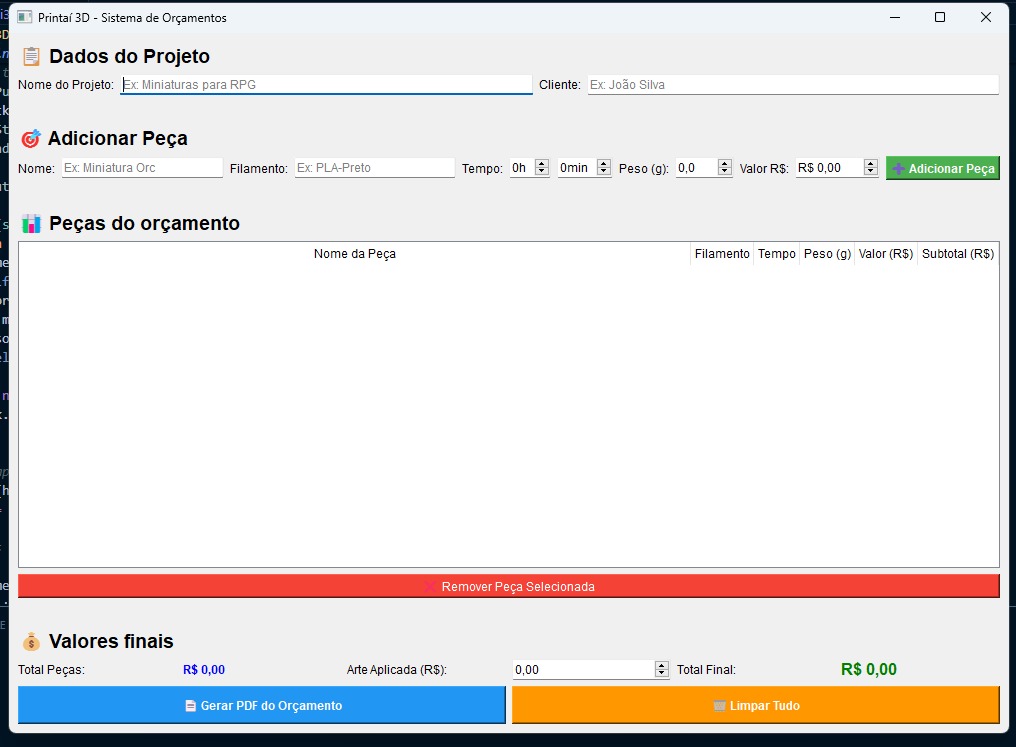 Printaí 3D - Sistema de Orçamentos
Dados do Projeto
Nome do Projeto: Ex: Miniaturas para RPG Cliente: Ex: João Silva
Adicionar Peça
Nome: Ex: Miniatura Orc Filamento: Ex: PLA-Preto Tempo: 0h 0min Peso (g): 0,0 Valor R$: R$ 0,00 Adicionar Peça
Peças do orçamento
Nome da Peça Filamento Tempo Peso (g) Valor (R$) Subtotal (R$)
Remover Peça Selecionada
Valores finais
Total Peças: R$ 0,00 Arte Aplicada (R$): 0,00 Total Final: R$ 0,00
Gerar PDF do Orçamento Limpar Tudo